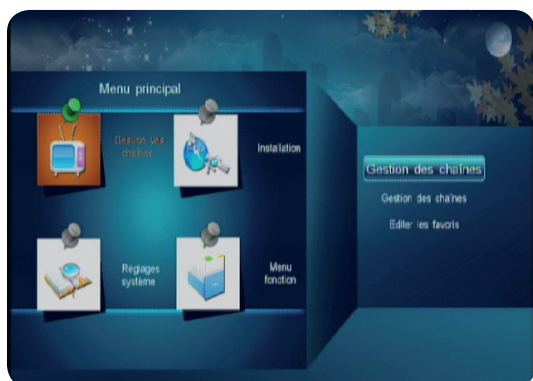 Menu principal
Gestion des
chaînes
Installation
Réglages
système
Menu
fonction
Gestion des chaînes
Gestion des chaînes
Editer les favoris